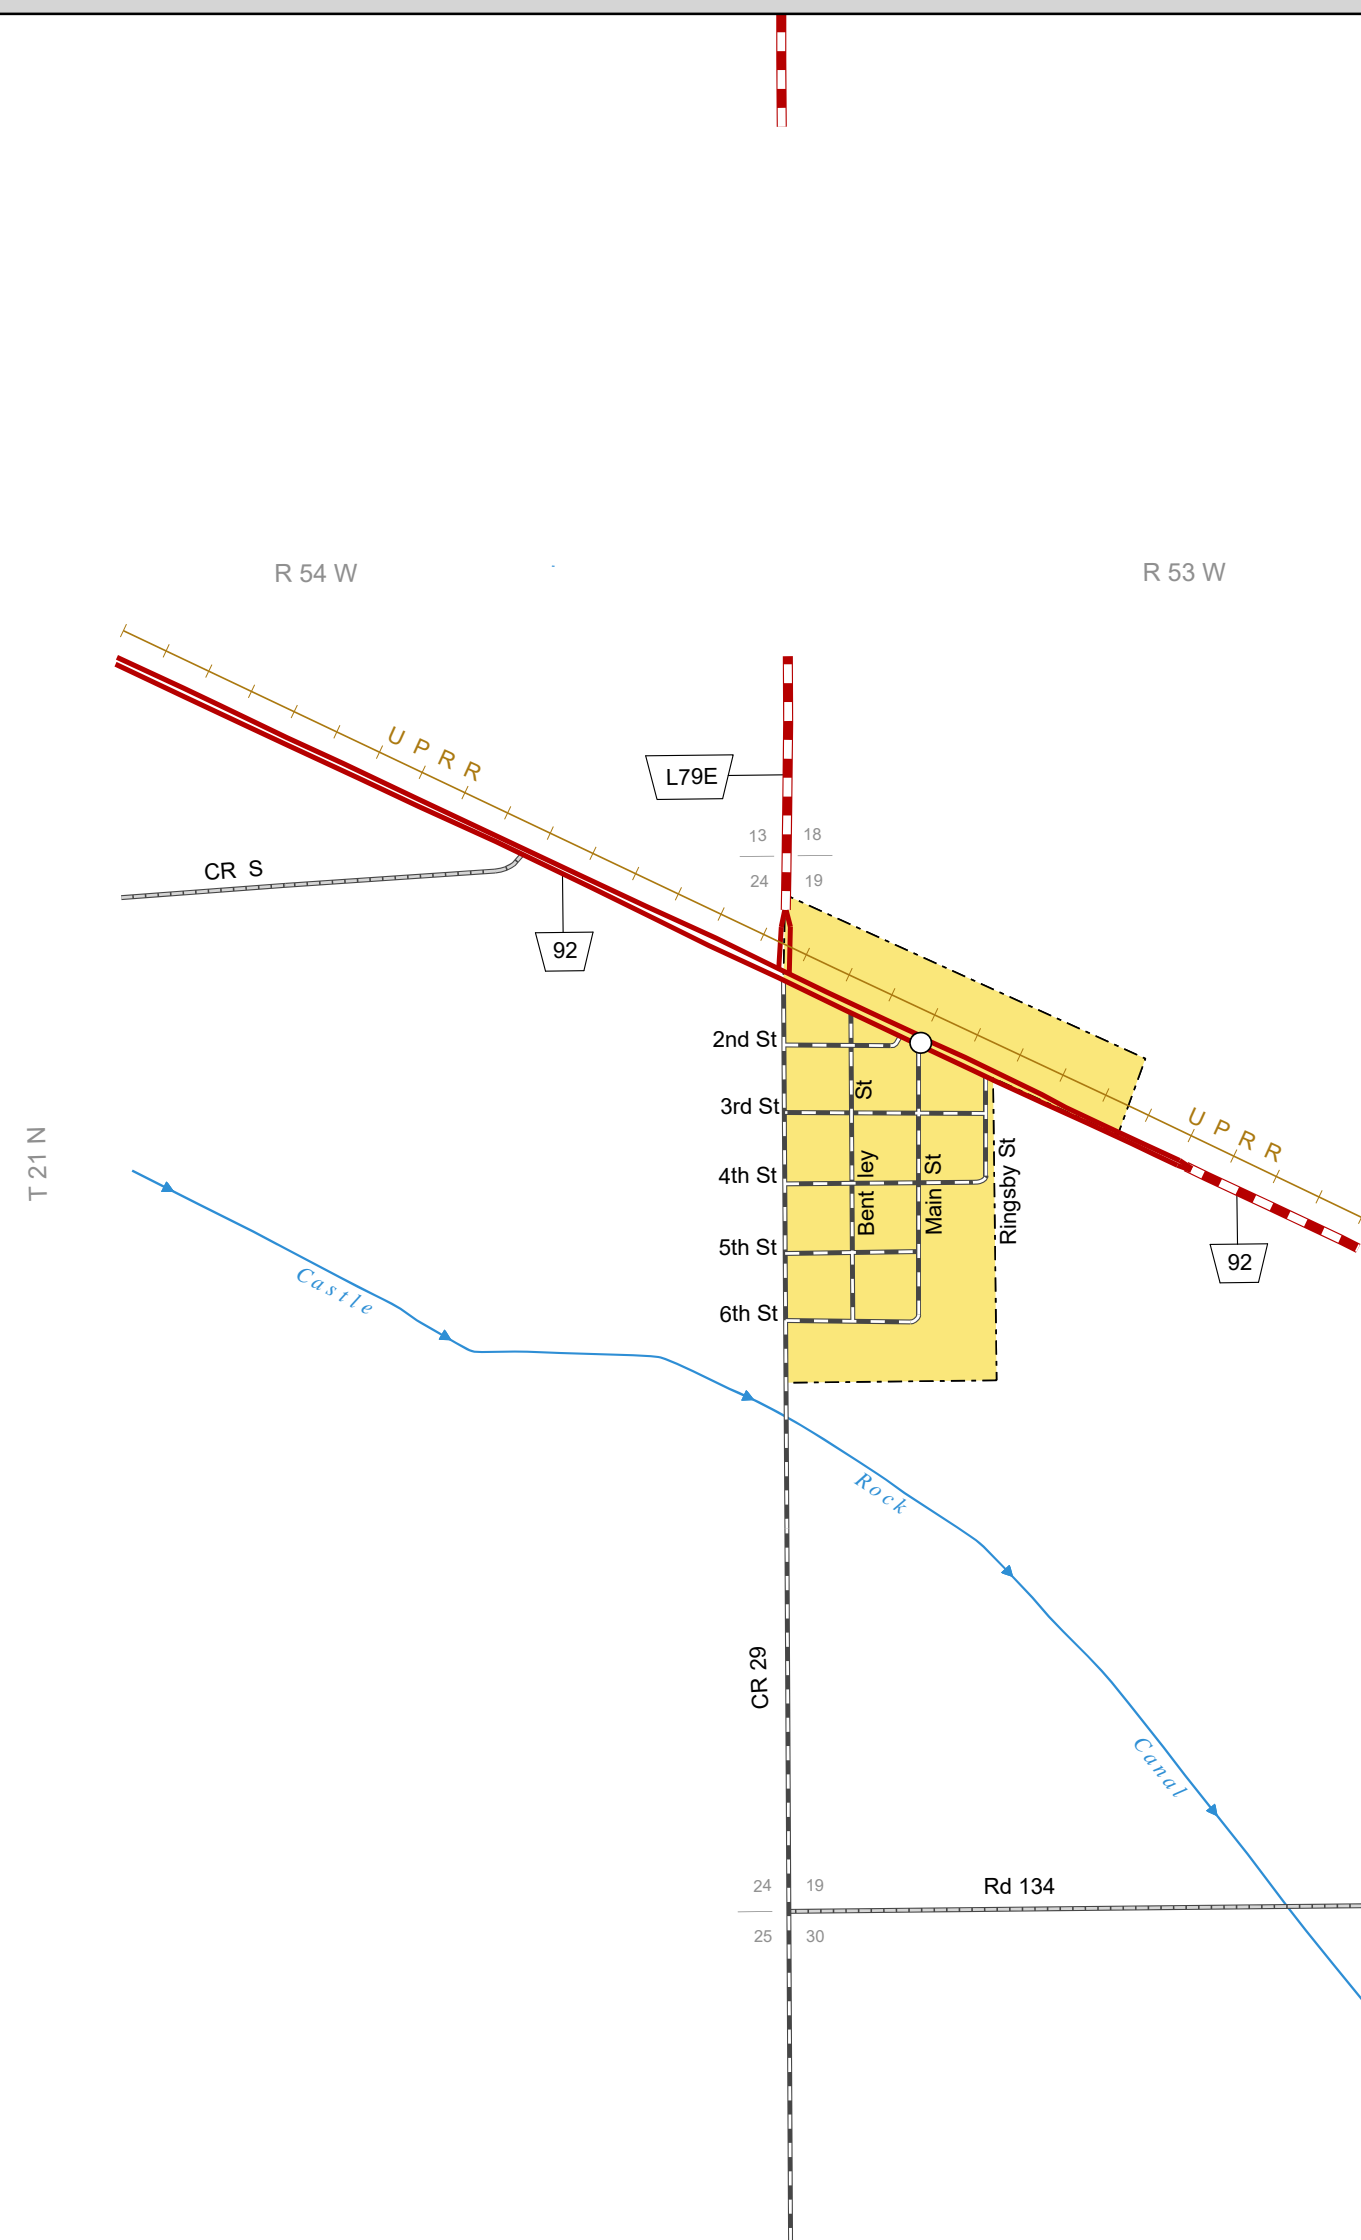 R 54 W
R 53 W
U P R R
L79E
13
18
CR S
24
19
92
2nd St
Bentley St
3rd St
U P R R
T 21 N
4th St
Main St
Ringsby St
5th St
92
Castle
6th St
Rock
CR 29
Canal
24
19
Rd 134
25
30